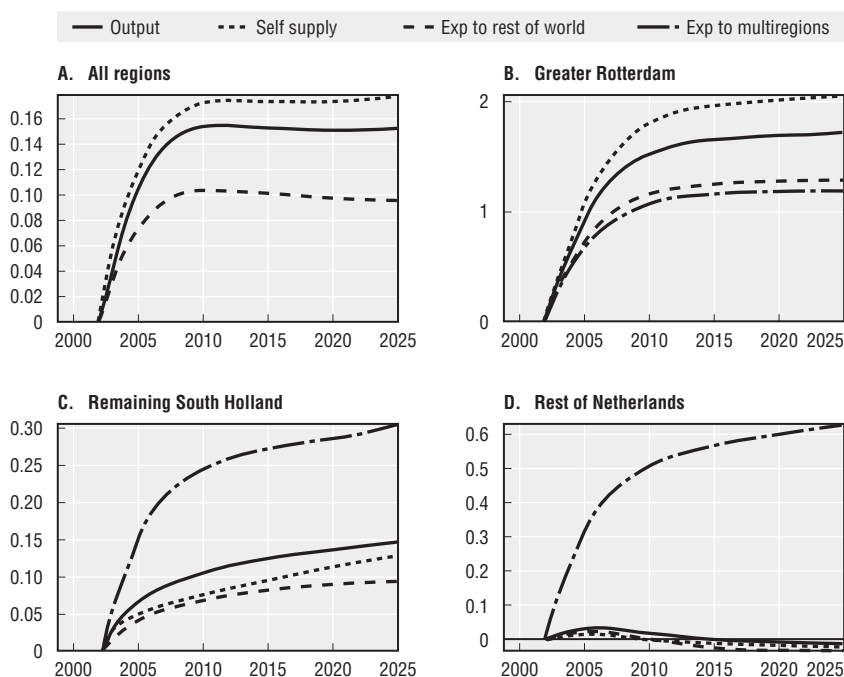 Output Self supply Exp to rest of world Exp to multiregions
A. All regions
0.16
0.14
0.12
0.10
0.08
0.06
0.04
0.02
0
2000 2005 2010 2015 2020 2025
B. Greater Rotterdam
2
1
0
2000 2005 2010 2015 2020 2025
C. Remaining South Holland
0.30
0.25
0.20
0.15
0.10
0.05
0
2000 2005 2010 2015 2020 2025
D. Rest of Netherlands
0.6
0.5
0.4
0.3
0.2
0.1
0
2000 2005 2010 2015 2020 2025